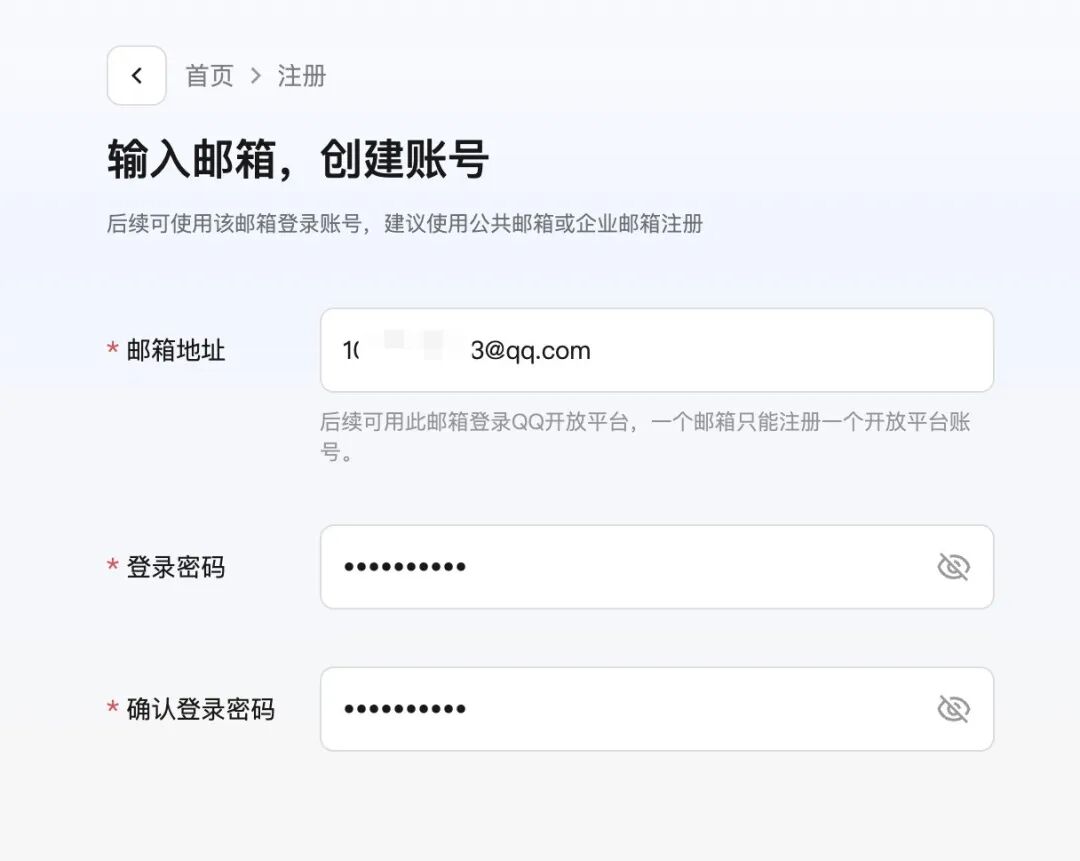 首页 > 注册
输入邮箱，创建账号
后续可使用该邮箱登录账号，建议使用公共邮箱或企业邮箱注册
* 邮箱地址
10 3@qq.com
后续可用此邮箱登录QQ开放平台，一个邮箱只能注册一个开放平台账
号。
* 登录密码
••••••••••
* 确认登录密码
••••••••••